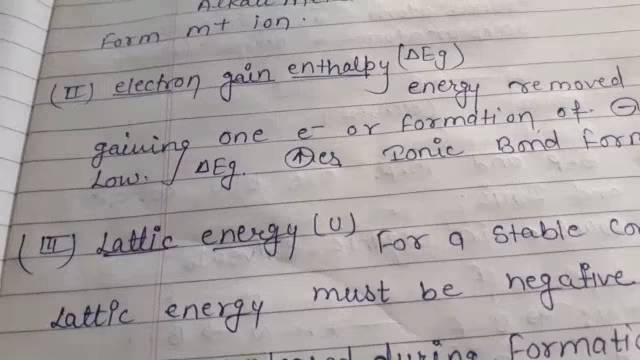 Form m+ ion.
(II) electron gain enthalpy (ΔEg)
energy removed
gaining one e- or formation of ⊖
Low. ΔEg. ↑es Ionic Bond Form
(III) Lattic energy (U) For a stable
Lattic energy must be negative
during Formatio